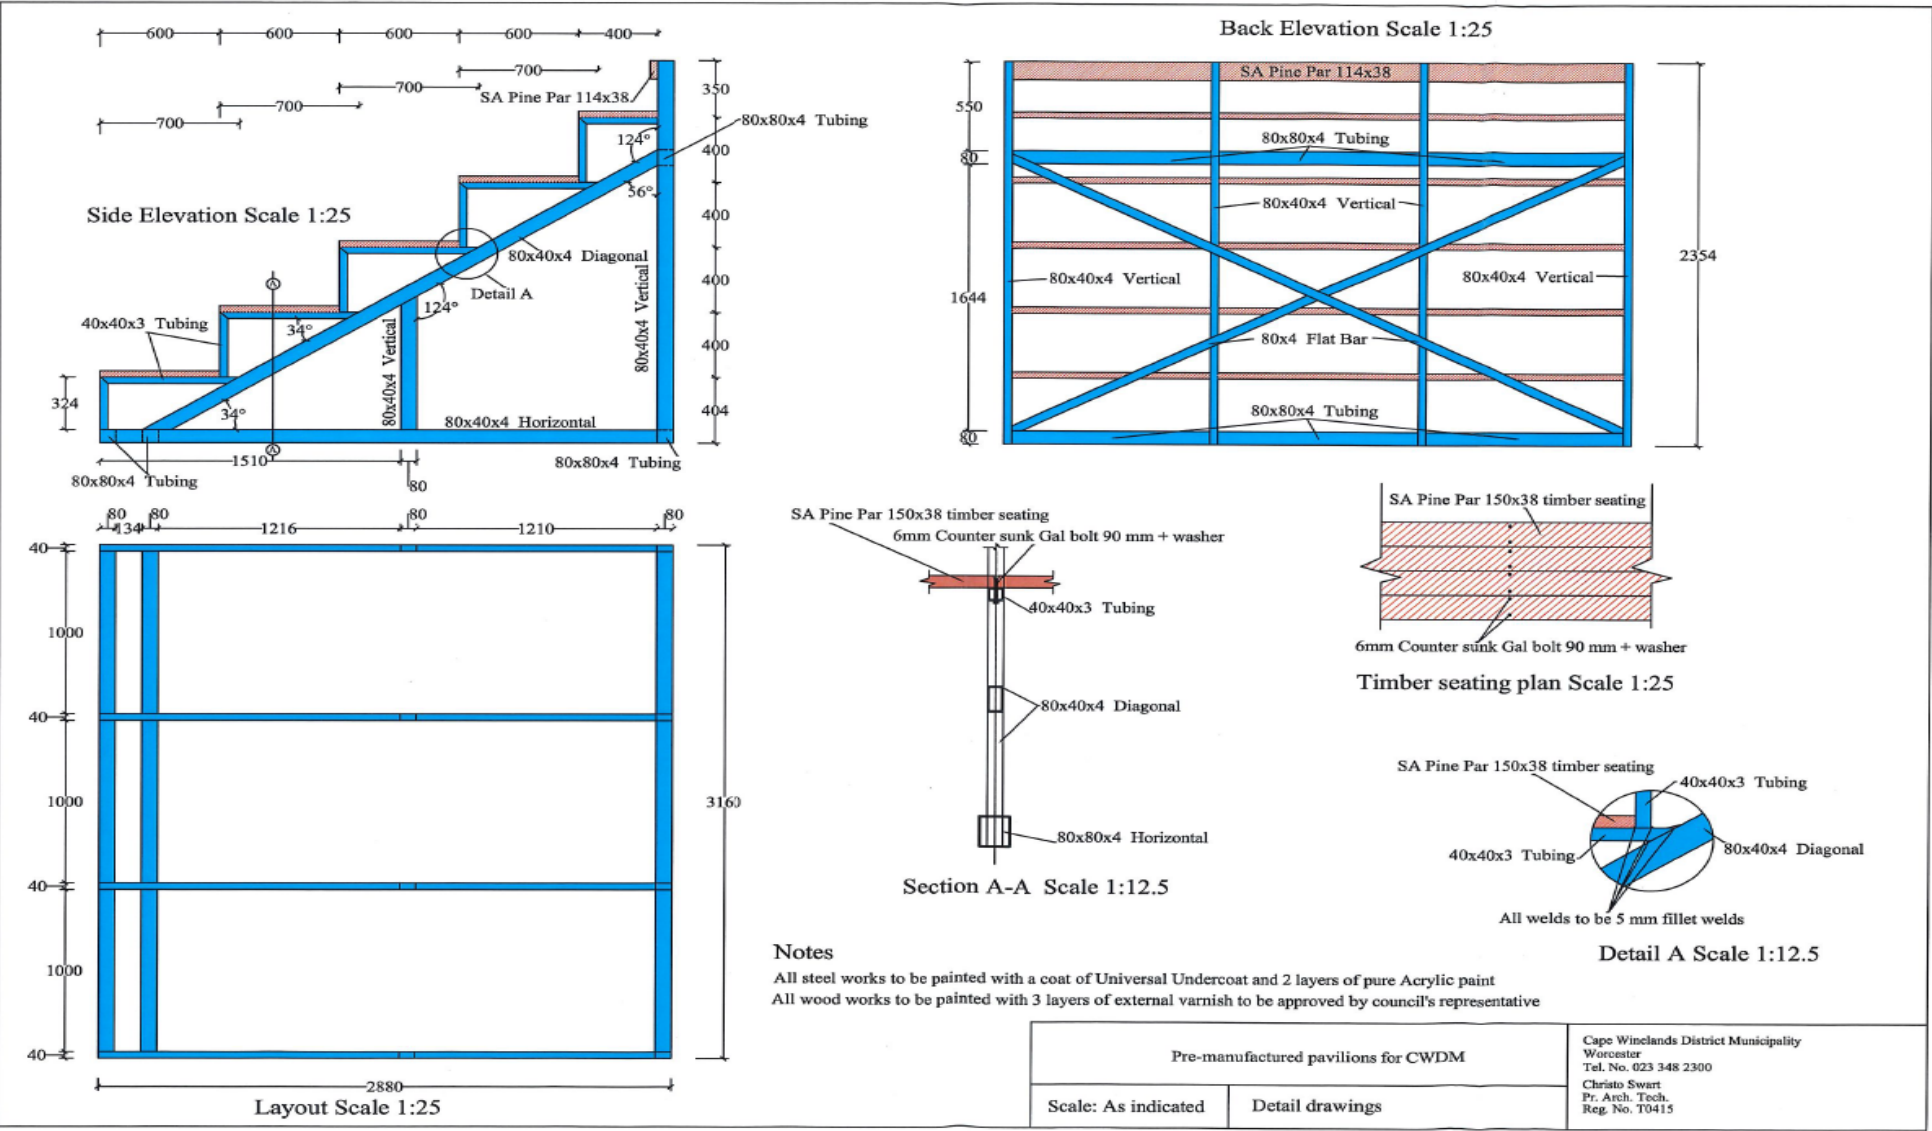 600
600
600
600
400
700
700
700
700
SA Pine Par 114x38
350
80x80x4 Tubing
124°
400
56°
Side Elevation Scale 1:25
400
80x40x4 Diagonal
Detail A
80x40x4 Vertical
400
124°
40x40x3 Tubing
34°
80x40x4 Vertical
400
324
34°
80x40x4 Horizontal
404
A
A
1510
80x80x4 Tubing
80x80x4 Tubing
80
Back Elevation Scale 1:25
SA Pine Par 114x38
550
80x80x4 Tubing
80
80x40x4 Vertical
2354
80x40x4 Vertical
80x40x4 Vertical
1644
80x4 Flat Bar
80x80x4 Tubing
80
80
134
80
1216
80
1210
80
40
1000
40
1000
3160
40
1000
40
2880
Layout Scale 1:25
SA Pine Par 150x38 timber seating
6mm Counter sunk Gal bolt 90 mm + washer
40x40x3 Tubing
80x40x4 Diagonal
80x80x4 Horizontal
Section A-A Scale 1:12.5
SA Pine Par 150x38 timber seating
6mm Counter sunk Gal bolt 90 mm + washer
Timber seating plan Scale 1:25
SA Pine Par 150x38 timber seating
40x40x3 Tubing
40x40x3 Tubing
80x40x4 Diagonal
All welds to be 5 mm fillet welds
Detail A Scale 1:12.5
Notes
All steel works to be painted with a coat of Universal Undercoat and 2 layers of pure Acrylic paint
All wood works to be painted with 3 layers of external varnish to be approved by council's representative
Pre-manufactured pavilions for CWDM
Scale: As indicated
Detail drawings
Cape Winelands District Municipality
Worcester
Tel. No. 023 348 2300
Christo Swart
Pr. Arch. Tech.
Reg. No. T0415